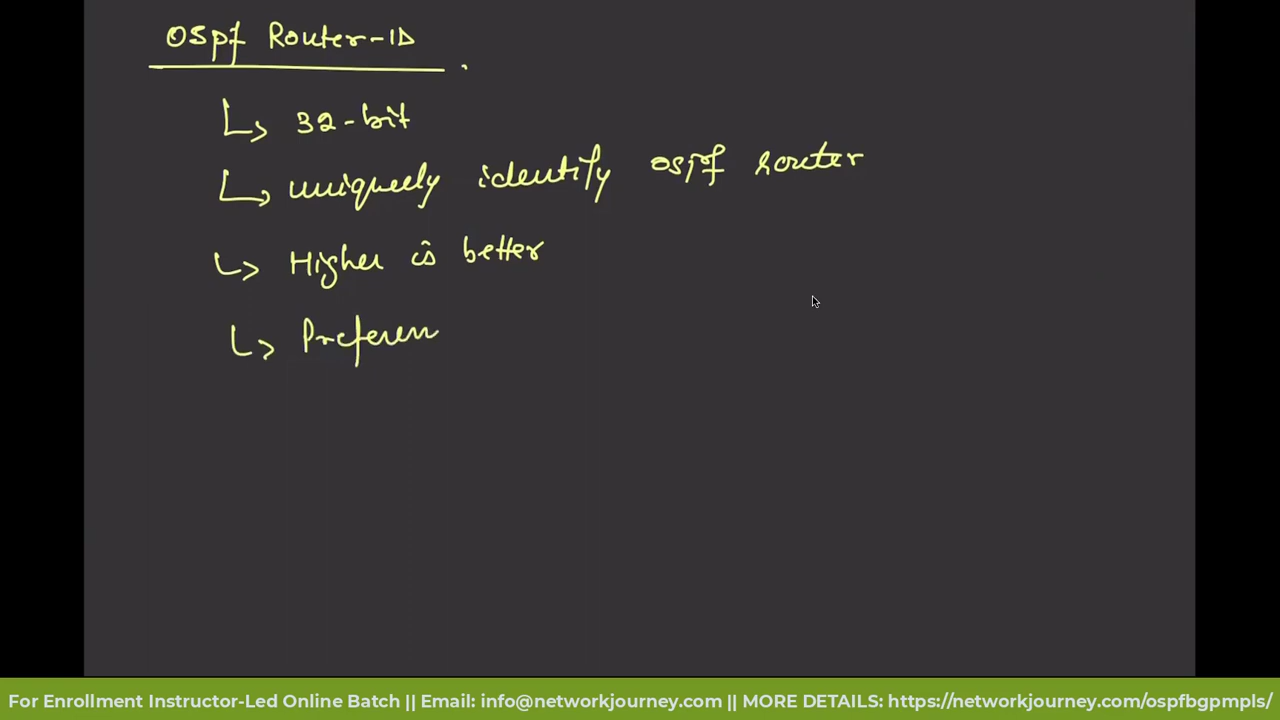 OSpf Router-ID
32-bit
uniquely identify ospf router
Higher is better
Preferen
For Enrollment Instructor-Led Online Batch || Email: info@networkjourney.com || MORE DETAILS: https://networkjourney.com/ospfbgpmpls/